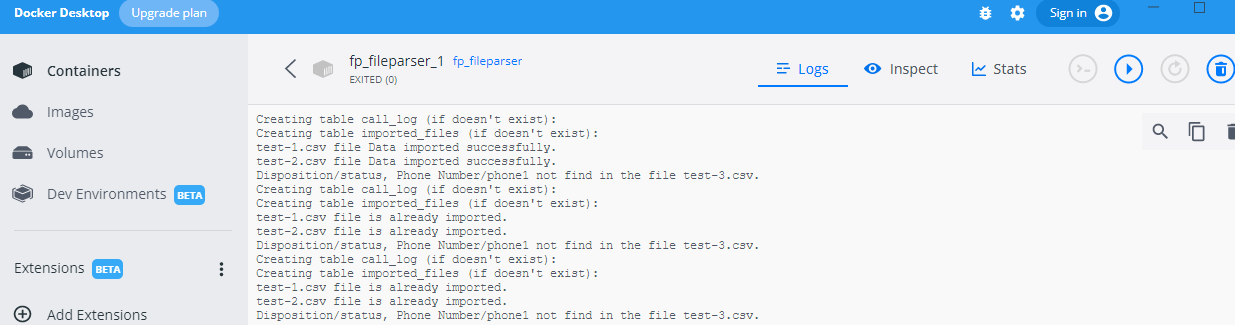 Docker Desktop Upgrade plan Sign in
Containers
Images
Volumes
Dev Environments BETA
Extensions BETA
Add Extensions
fp_fileparser_1 fp_fileparser
EXITED (0)
Logs Inspect Stats
Creating table call_log (if doesn't exist):
Creating table imported_files (if doesn't exist):
test-1.csv file Data imported successfully.
test-2.csv file Data imported successfully.
Disposition/status, Phone Number/phone1 not find in the file test-3.csv.
Creating table call_log (if doesn't exist):
Creating table imported_files (if doesn't exist):
test-1.csv file is already imported.
test-2.csv file is already imported.
Disposition/status, Phone Number/phone1 not find in the file test-3.csv.
Creating table call_log (if doesn't exist):
Creating table imported_files (if doesn't exist):
test-1.csv file is already imported.
test-2.csv file is already imported.
Disposition/status, Phone Number/phone1 not find in the file test-3.csv.